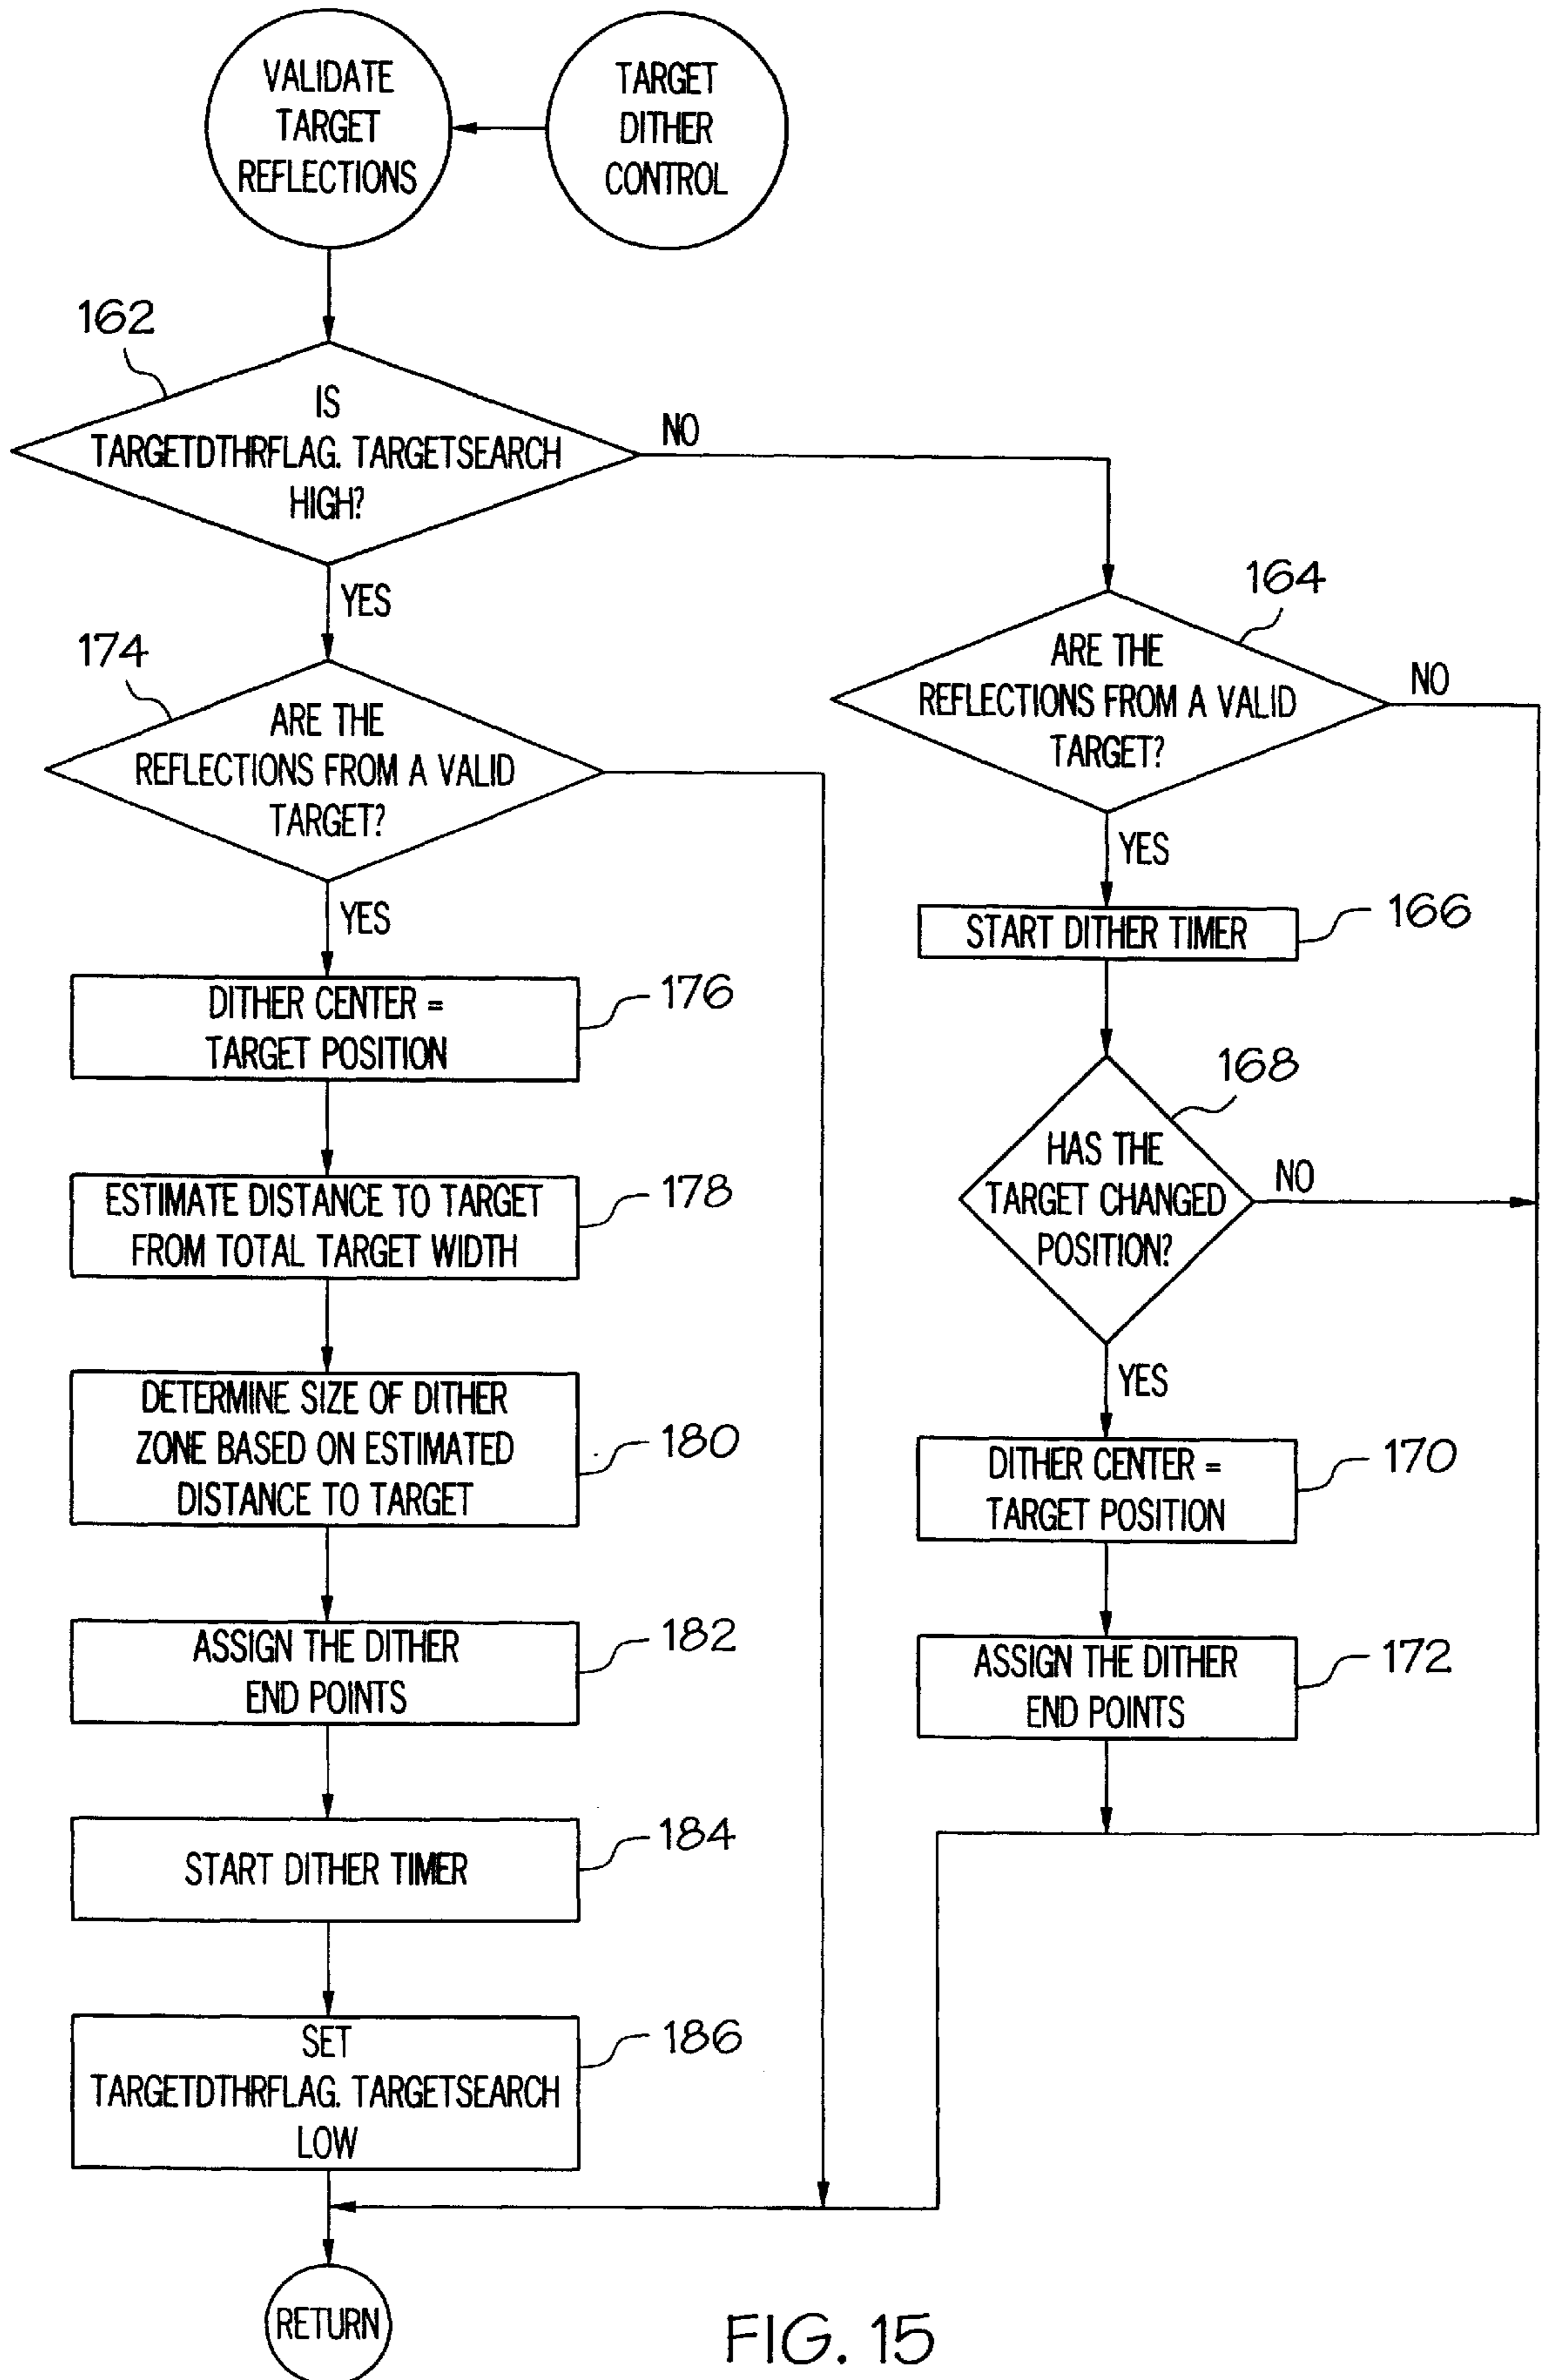 VALIDATE
TARGET
REFLECTIONS
TARGET
DITHER
CONTROL
162
IS
TARGETDTHRFLAG. TARGETSEARCH
HIGH?
NO
YES
164
ARE THE
REFLECTIONS FROM A VALID
TARGET?
NO
YES
174
ARE THE
REFLECTIONS FROM A VALID
TARGET?
YES
START DITHER TIMER
166
DITHER CENTER =
TARGET POSITION
176
168
HAS THE
TARGET CHANGED
POSITION?
NO
YES
ESTIMATE DISTANCE TO TARGET
FROM TOTAL TARGET WIDTH
178
DETERMINE SIZE OF DITHER
ZONE BASED ON ESTIMATED
DISTANCE TO TARGET
180
DITHER CENTER =
TARGET POSITION
170
ASSIGN THE DITHER
END POINTS
182
ASSIGN THE DITHER
END POINTS
172
START DITHER TIMER
184
SET
TARGETDTHRFLAG. TARGETSEARCH
LOW
186
RETURN
FIG. 15